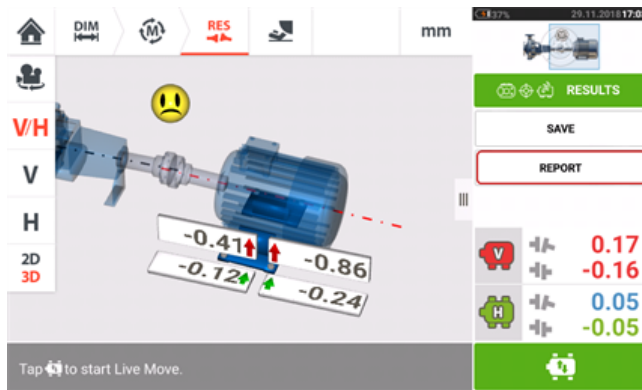 DIM
M
RES
mm
37%
29.11.2018 17:03
RESULTS
SAVE
REPORT
V/H
V
H
2D
3D
-0.41
-0.86
-0.12
-0.24
V
0.17
-0.16
H
0.05
-0.05
Tap to start Live Move.